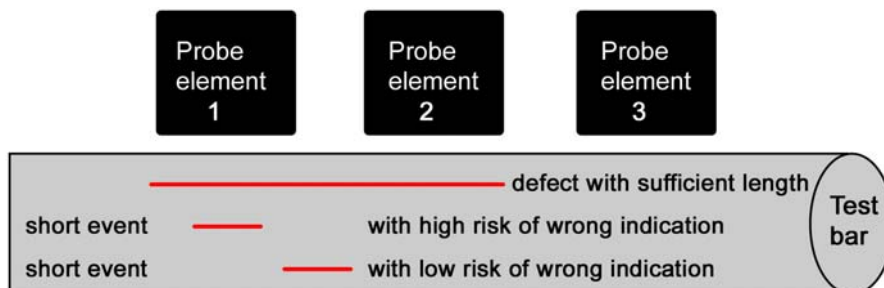 Probe
element
1
Probe
element
2
Probe
element
3
defect with sufficient length
short event
with high risk of wrong indication
short event
with low risk of wrong indication
Test
bar